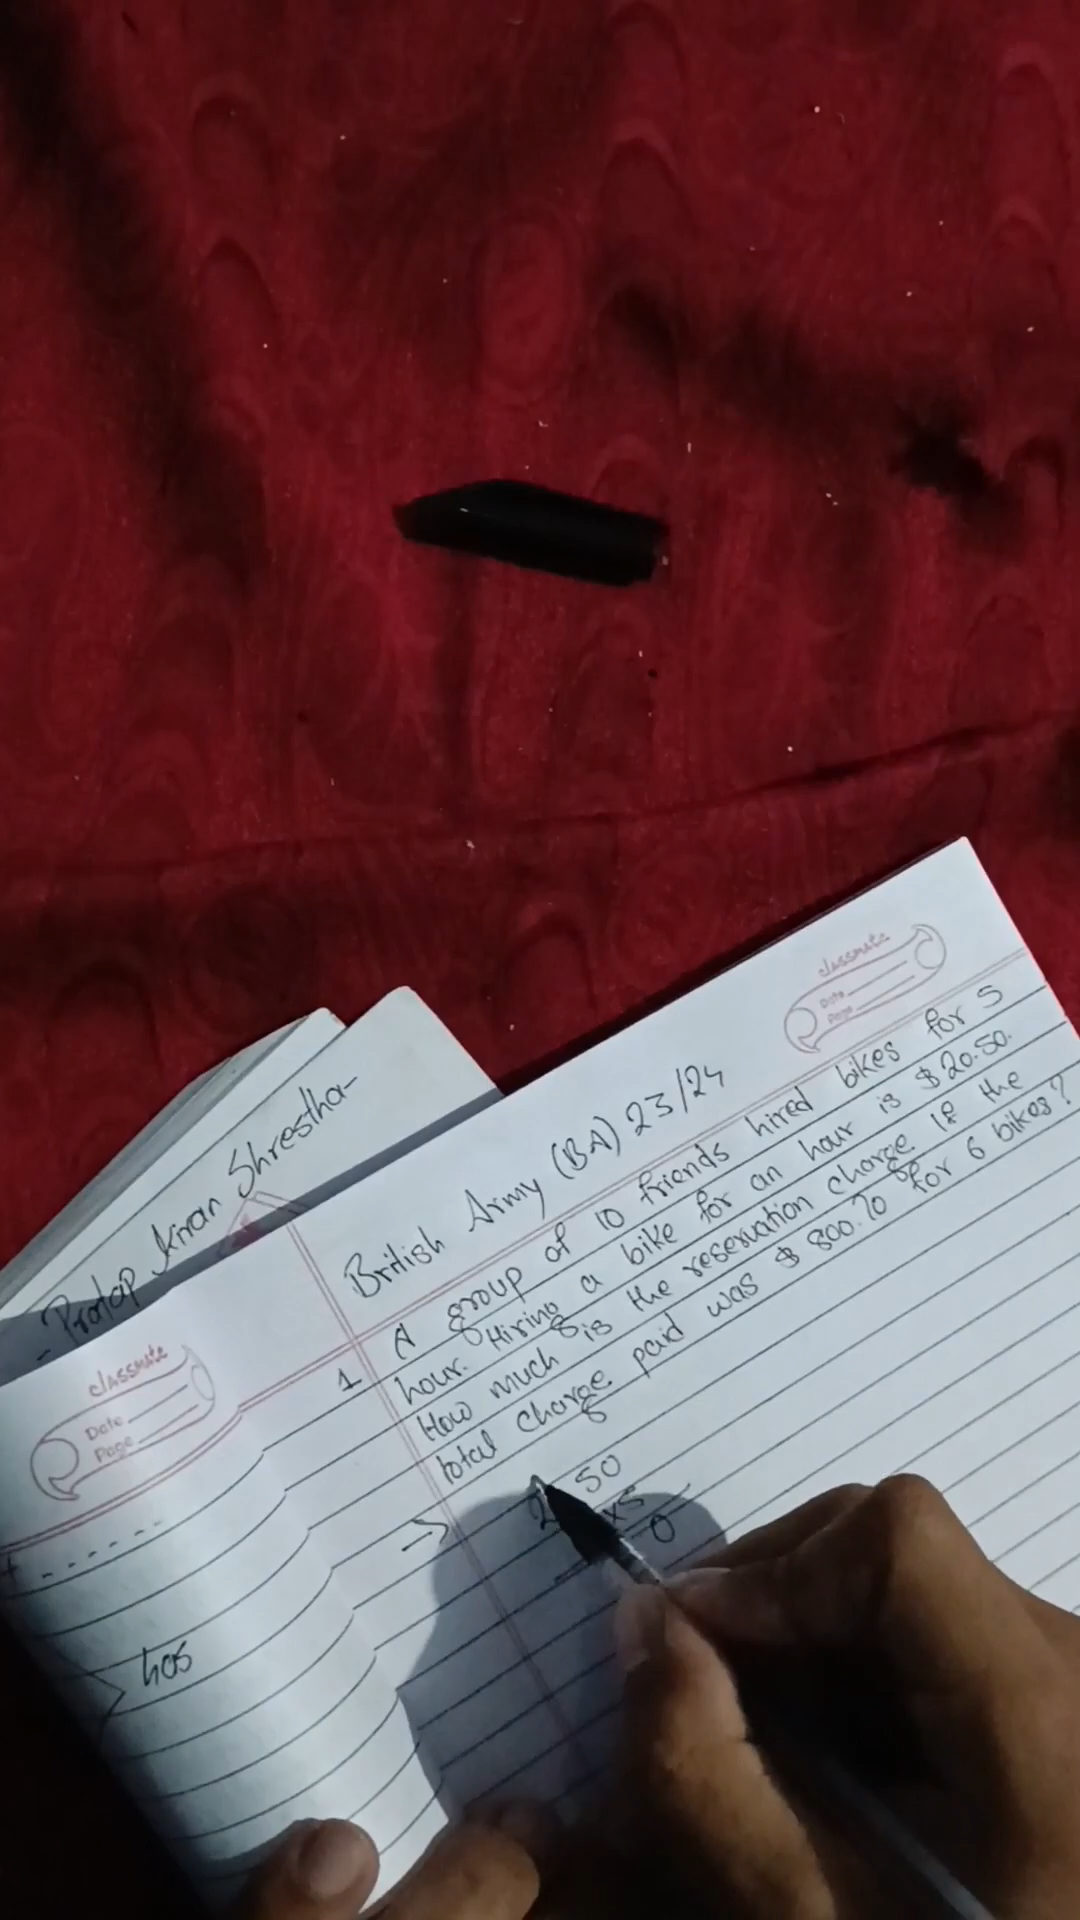 - Pratap Kiran Shrestha-
classmate
Date
Page
British Army (BA) 23/24
1 A group of 10 friends hired bikes for 5
hour. Hiring a bike for an hour is $20.50.
How much is the reservation charge If the
total charge paid was $ 800.70 for 6 bikes?
50
x5
0
classmate
Date
Page
hos